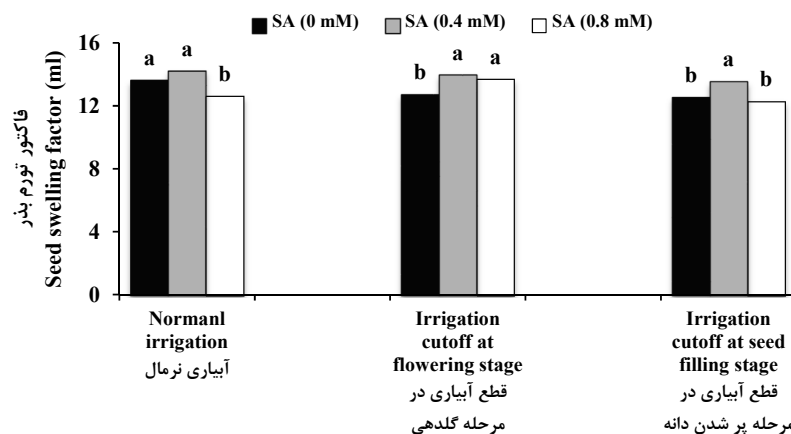 SA (0 mM) SA (0.4 mM) SA (0.8 mM)
فاکتور تورم بذر
Seed swelling factor (ml)
16
12
8
4
0
a a b
b a a
b a b
Normanl
irrigation
آبیاری نرمال
Irrigation
cutoff at
flowering stage
قطع آبیاری در
مرحله گلدهی
Irrigation
cutoff at seed
filling stage
قطع آبیاری در
مرحله پر شدن دانه